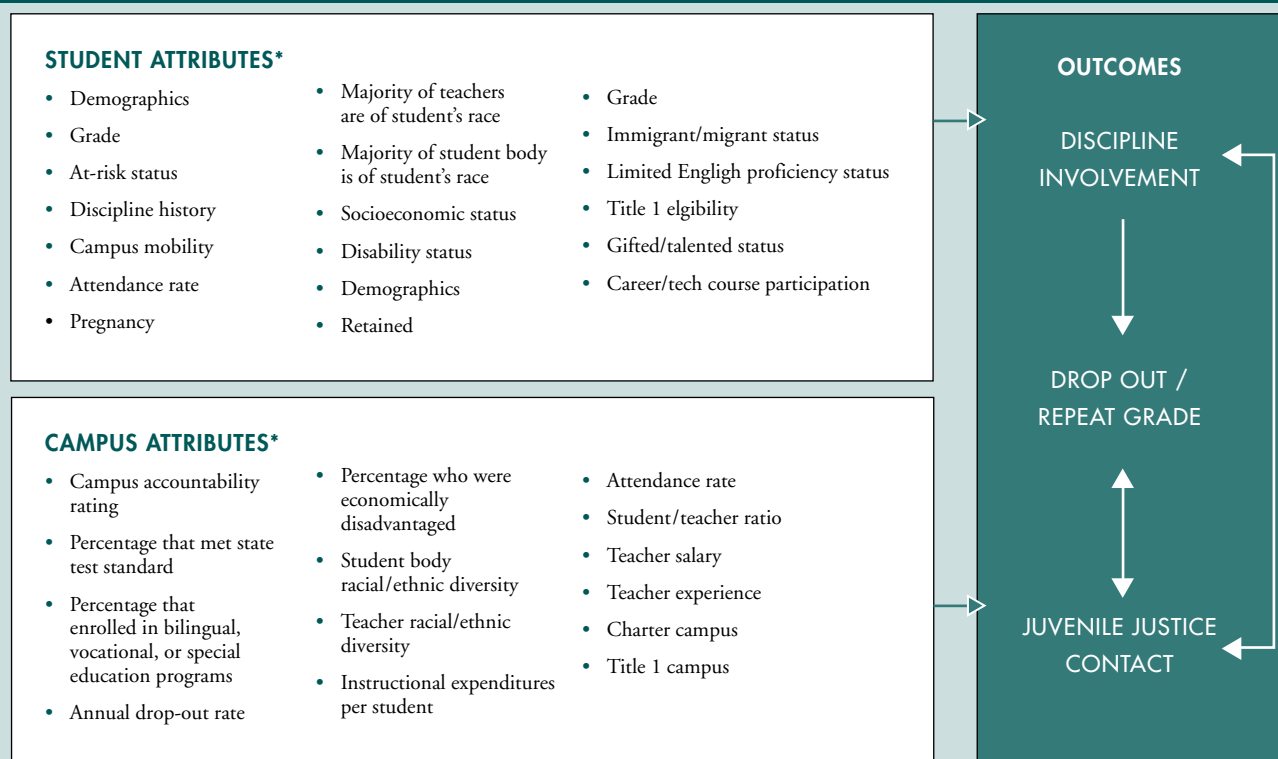 STUDENT ATTRIBUTES*
• Demographics
• Grade
• At-risk status
• Discipline history
• Campus mobility
• Attendance rate
• Pregnancy
• Majority of teachers
are of student's race
• Majority of student body
is of student's race
• Socioeconomic status
• Disability status
• Demographics
• Retained
• Grade
• Immigrant/migrant status
• Limited Engligh proficiency status
• Title 1 elgibility
• Gifted/talented status
• Career/tech course participation
CAMPUS ATTRIBUTES*
• Campus accountability
rating
• Percentage that met state
test standard
• Percentage that
enrolled in bilingual,
vocational, or special
education programs
• Annual drop-out rate
• Percentage who were
economically
disadvantaged
• Student body
racial/ethnic diversity
• Teacher racial/ethnic
diversity
• Instructional expenditures
per student
• Attendance rate
• Student/teacher ratio
• Teacher salary
• Teacher experience
• Charter campus
• Title 1 campus
OUTCOMES
DISCIPLINE
INVOLVEMENT
DROP OUT /
REPEAT GRADE
JUVENILE JUSTICE
CONTACT